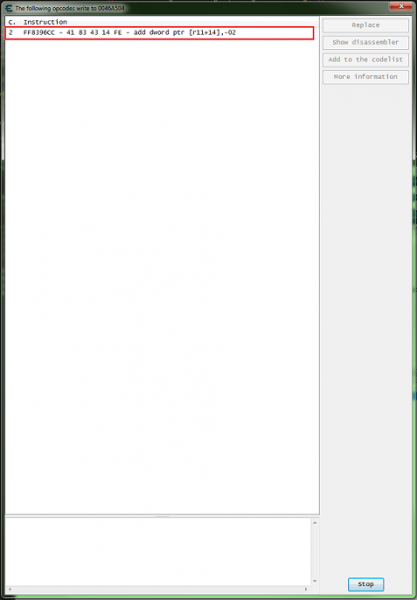 The following opcodes write to 0046A504
C. Instruction
2 FF8396CC - 41 83 43 14 FE - add dword ptr [r11+14],-02
Replace
Show disassembler
Add to the codelist
More information
Stop